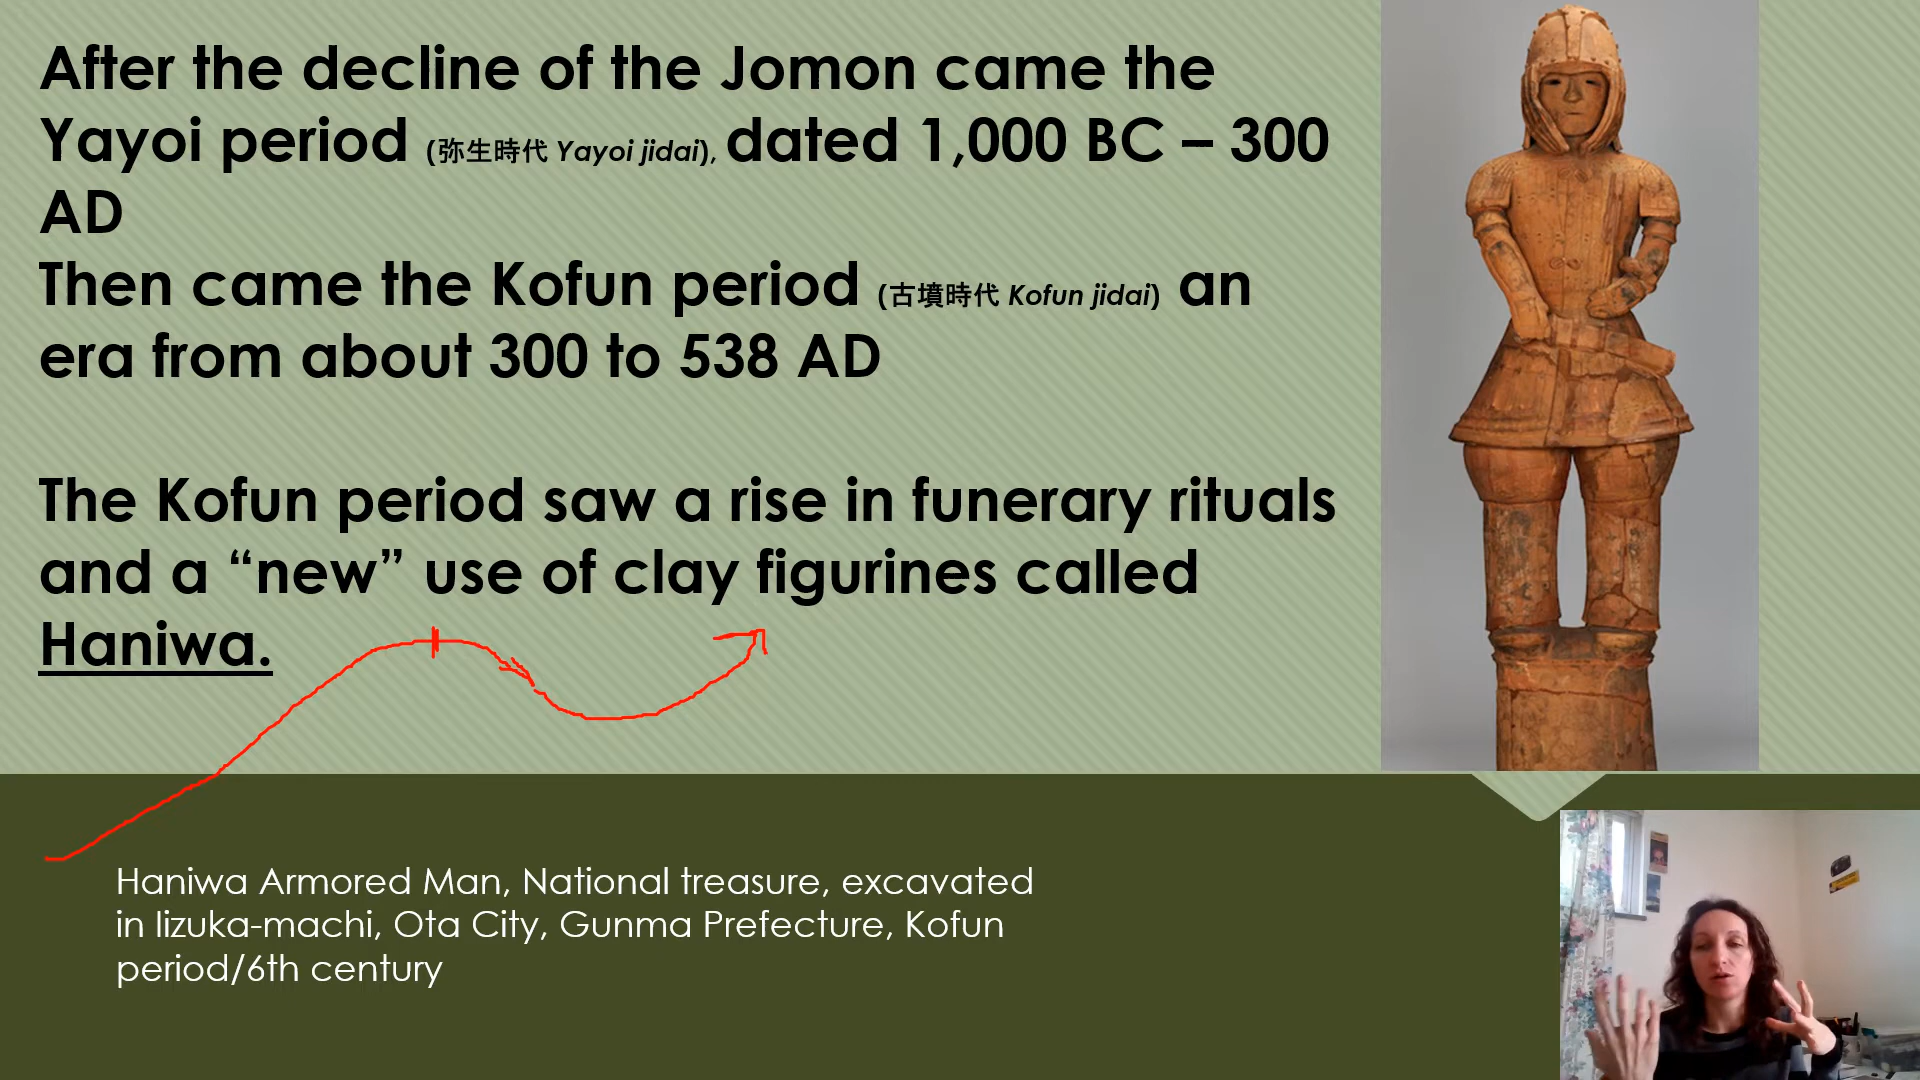 After the decline of the Jomon came the
Yayoi period (弥生時代 Yayoi jidai), dated 1,000 BC – 300
AD
Then came the Kofun period (古墳時代 Kofun jidai) an
era from about 300 to 538 AD
The Kofun period saw a rise in funerary rituals
and a “new” use of clay figurines called
Haniwa.
Haniwa Armored Man, National treasure, excavated
in Iizuka-machi, Ota City, Gunma Prefecture, Kofun
period/6th century